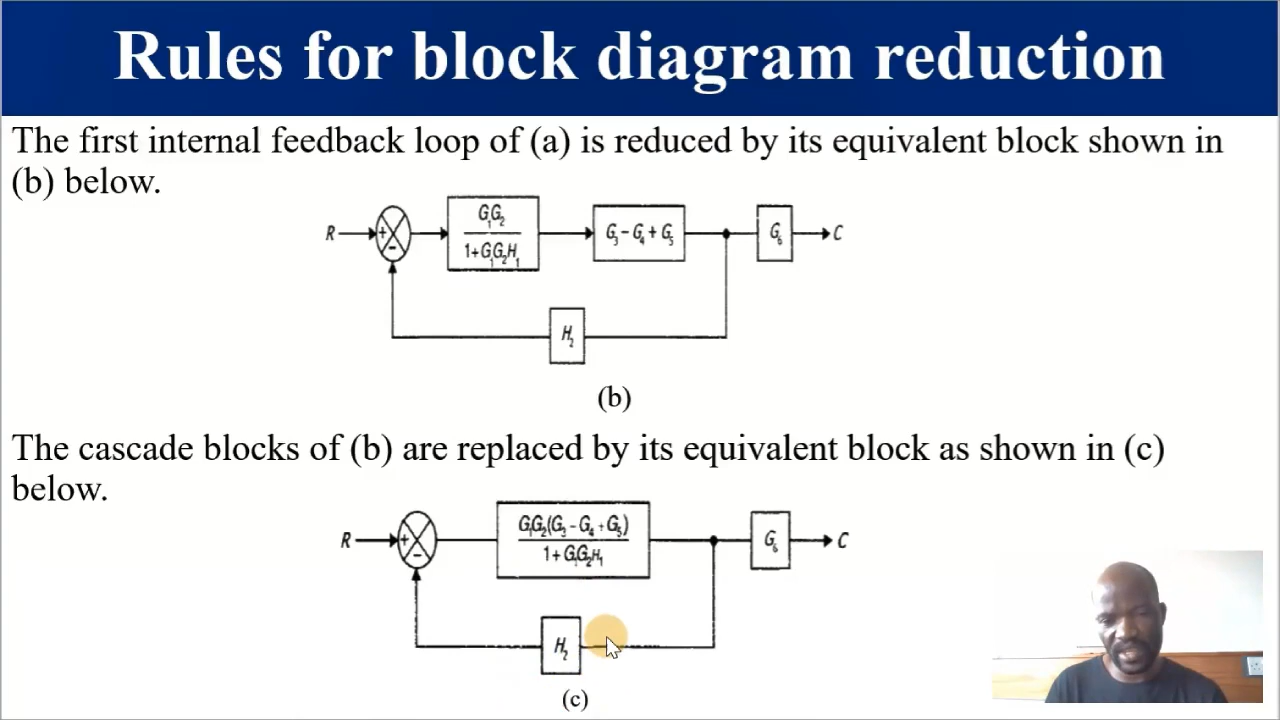 Rules for block diagram reduction
The first internal feedback loop of (a) is reduced by its equivalent block shown in
(b) below.
R + − G₁G₂ / 1+G₁G₂H₁ G₃ − G₄ + G₅ G₆ C
H₂
(b)
The cascade blocks of (b) are replaced by its equivalent block as shown in (c)
below.
R + − G₁G₂(G₃ − G₄ + G₅) / 1 + G₁G₂H₁ G₆ C
H₂
(c)